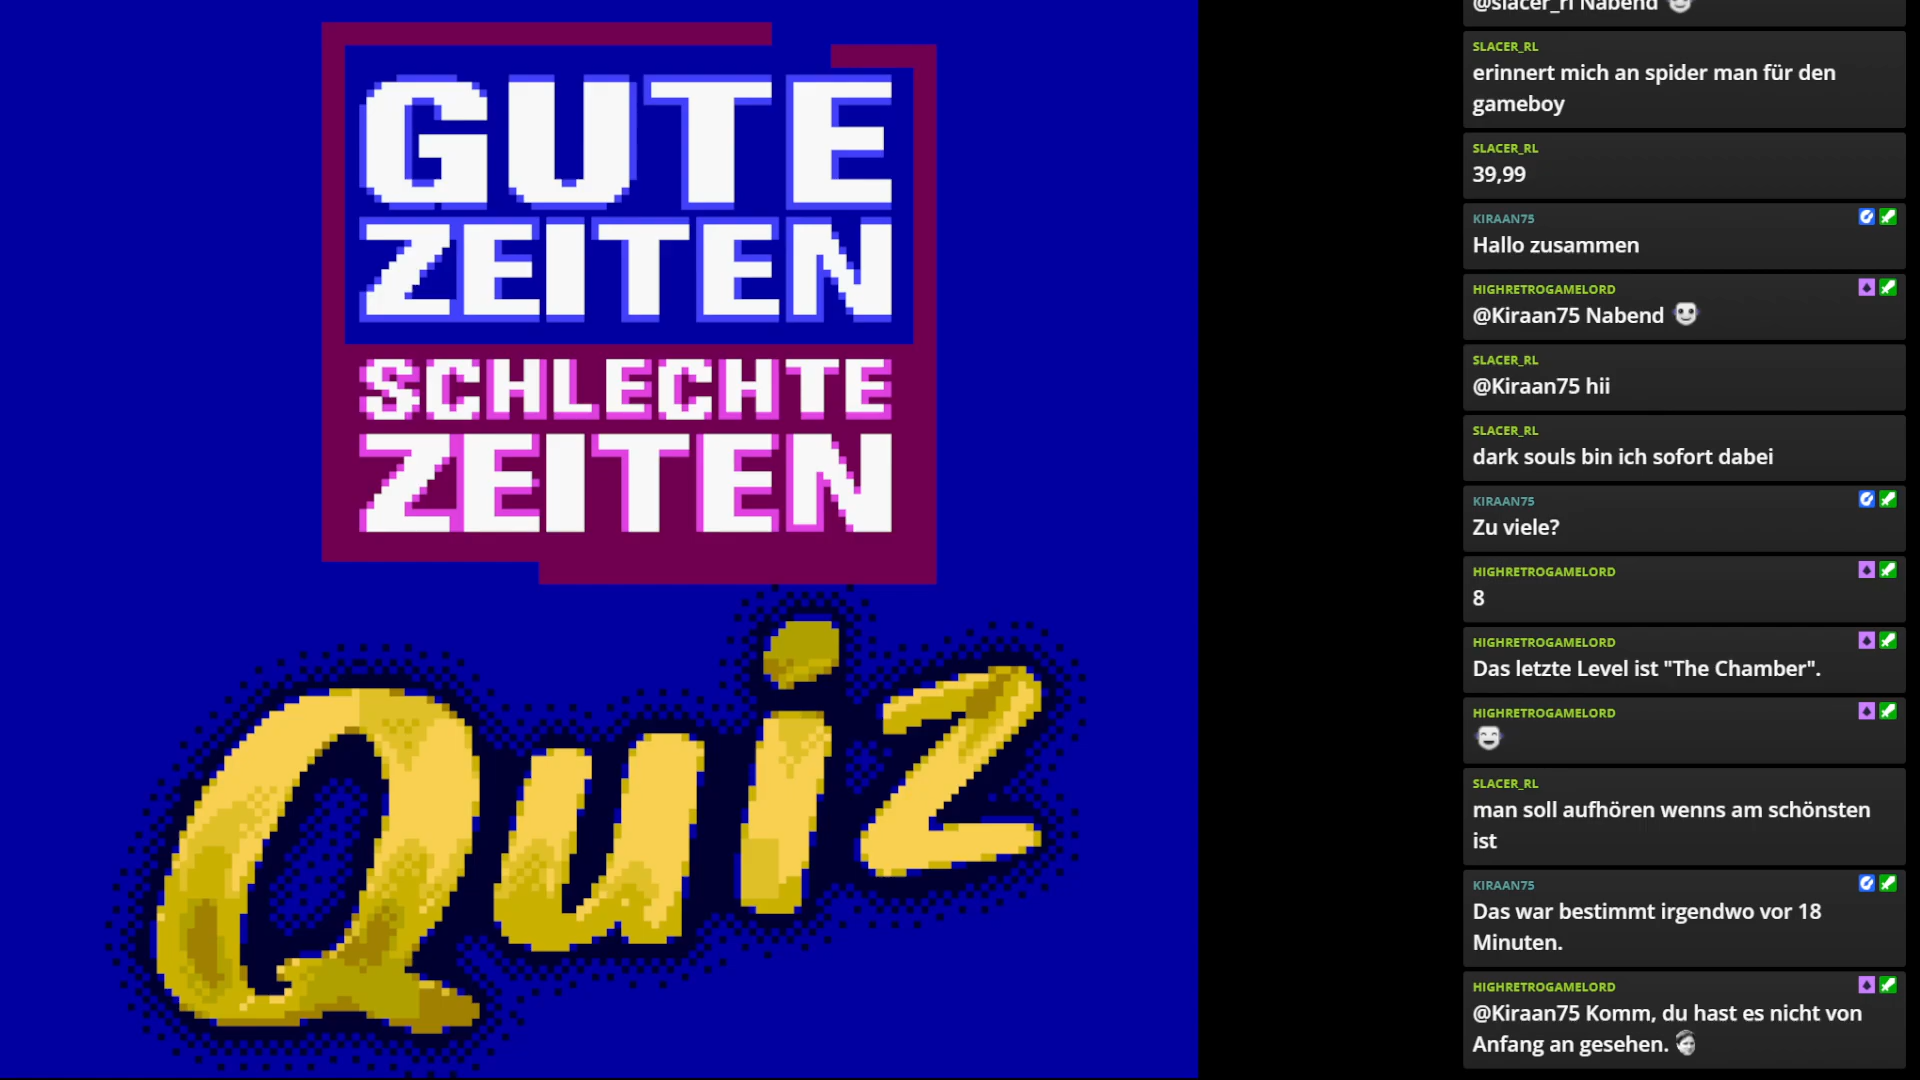 GUTE
ZEITEN
SCHLECHTE
ZEITEN
Quiz
@slacer_rl Nabend
SLACER_RL
erinnert mich an spider man für den
gameboy
SLACER_RL
39,99
KIRAAN75
Hallo zusammen
HIGHRETROGAMELORD
@Kiraan75 Nabend
SLACER_RL
@Kiraan75 hii
SLACER_RL
dark souls bin ich sofort dabei
KIRAAN75
Zu viele?
HIGHRETROGAMELORD
8
HIGHRETROGAMELORD
Das letzte Level ist "The Chamber".
HIGHRETROGAMELORD
SLACER_RL
man soll aufhören wenns am schönsten
ist
KIRAAN75
Das war bestimmt irgendwo vor 18
Minuten.
HIGHRETROGAMELORD
@Kiraan75 Komm, du hast es nicht von
Anfang an gesehen.